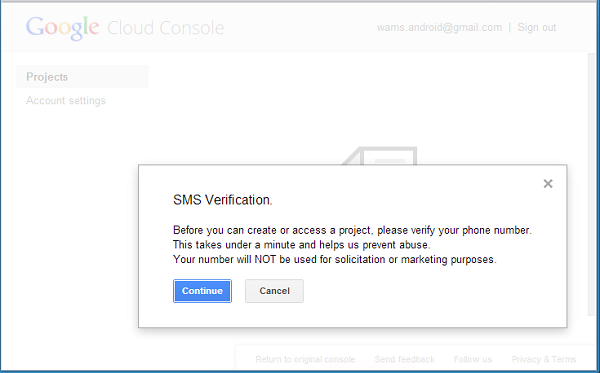 Google Cloud Console
wams.android@gmail.com | Sign out
Projects
Account settings
SMS Verification.
Before you can create or access a project, please verify your phone number.
This takes under a minute and helps us prevent abuse.
Your number will NOT be used for solicitation or marketing purposes.
Continue Cancel
Return to original console Send feedback Follow us Privacy & Terms